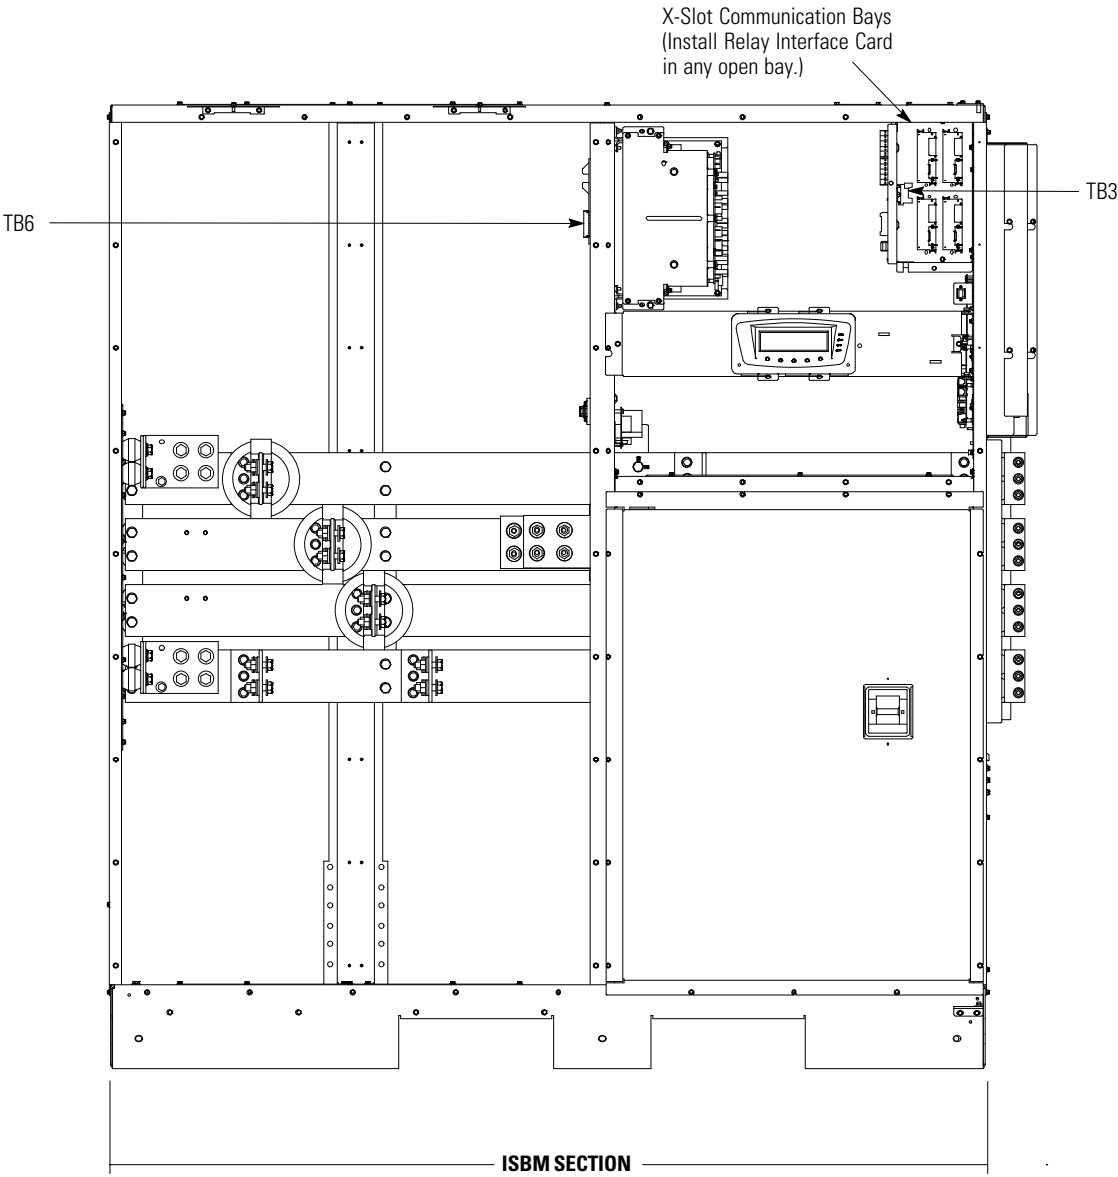 X-Slot Communication Bays
(Install Relay Interface Card
in any open bay.)
TB3
TB6
ISBM SECTION